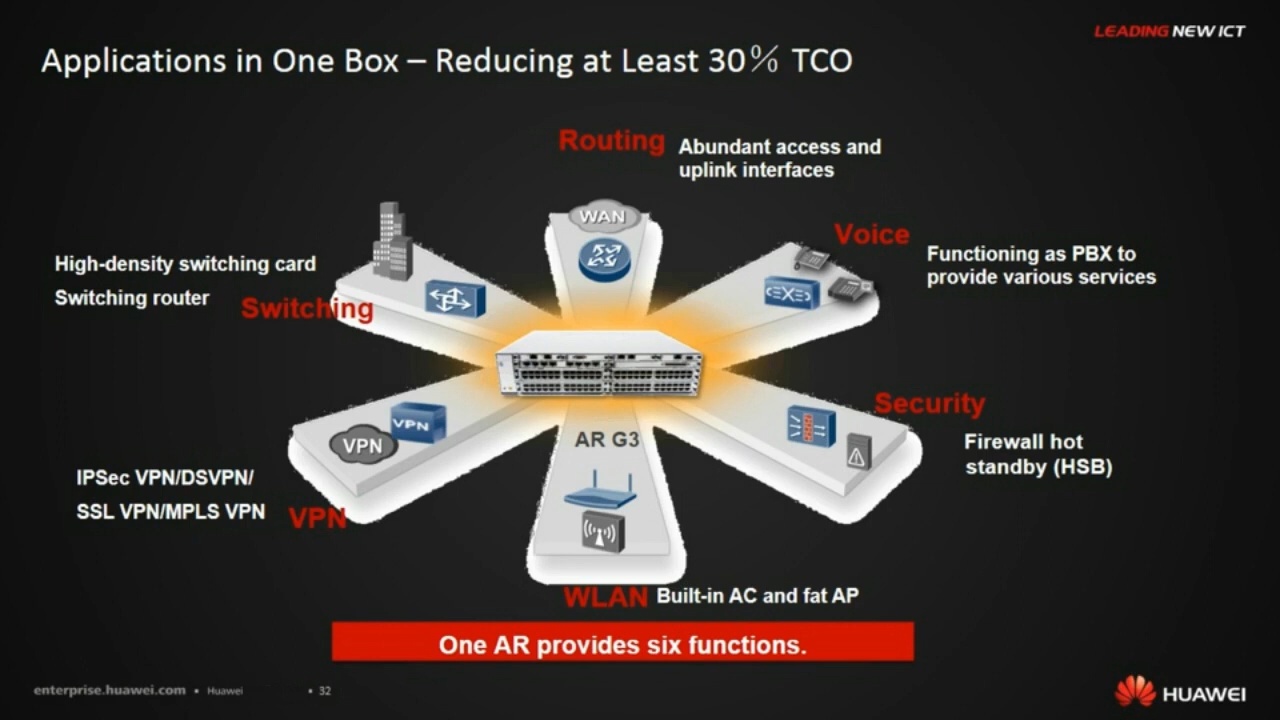 LEADING NEW ICT
Applications in One Box – Reducing at Least 30% TCO
Routing
Abundant access and
uplink interfaces
WAN
Voice
Functioning as PBX to
provide various services
High-density switching card
Switching router
Switching
<EXE>
Security
Firewall hot
standby (HSB)
VPN
VPN
IPSec VPN/DSVPN/
SSL VPN/MPLS VPN
VPN
AR G3
WLAN
Built-in AC and fat AP
One AR provides six functions.
enterprise.huawei.com • Huawei • 32
HUAWEI